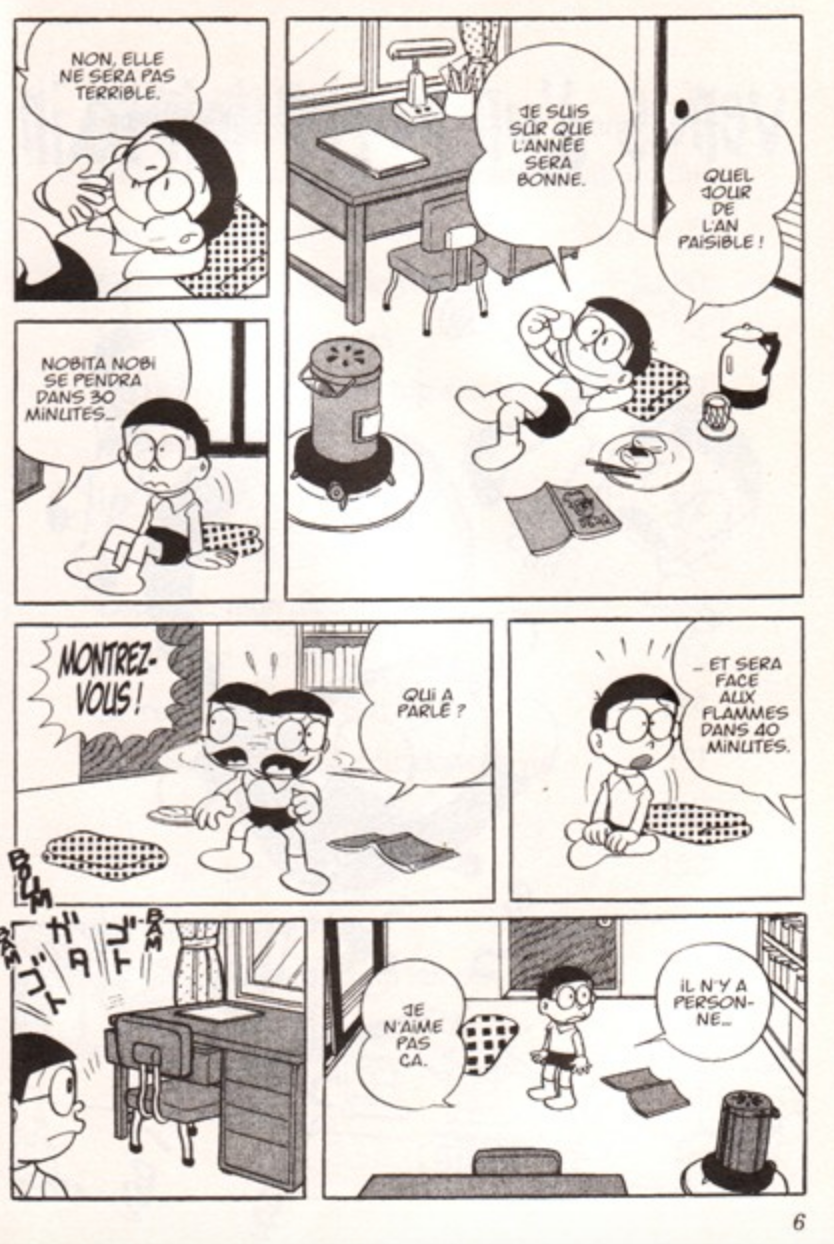 QUEL
JOUR
DE
L'AN
PAISIBLE !
JE SUIS
SÛR QUE
L'ANNÉE
SERA
BONNE.
NON, ELLE
NE SERA PAS
TERRIBLE.
NOBITA NOBI
SE PENDRA
DANS 30
MINUTES...
... ET SERA
FACE
AUX
FLAMMES
DANS 40
MINUTES.
QUI A
PARLÉ ?
MONTREZ-
VOUS !
IL N'Y A
PERSON-
NE...
JE
N'AIME
PAS
ÇA.
BAM
ゴト
ガタ
BOUM
ゴト
BAM
6